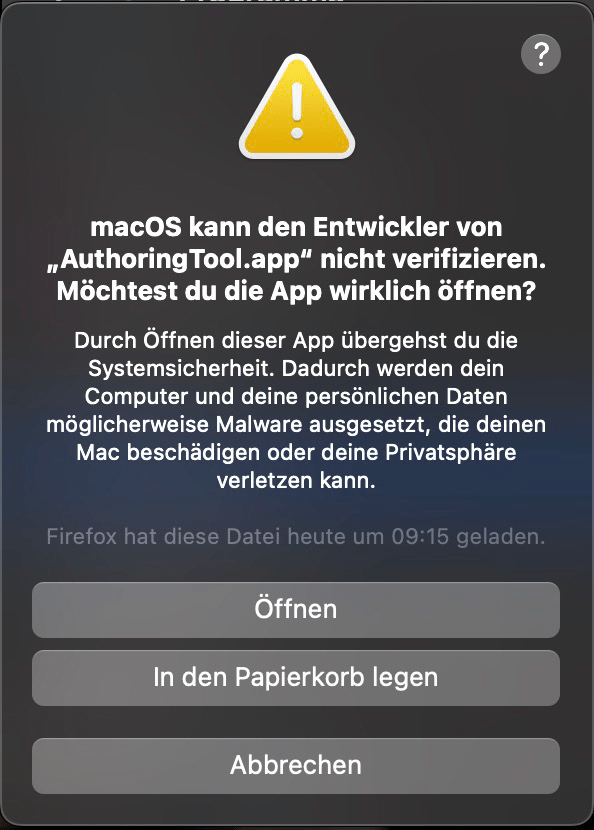 ?
macOS kann den Entwickler von
„AuthoringTool.app“ nicht verifizieren.
Möchtest du die App wirklich öffnen?
Durch Öffnen dieser App übergehst du die
Systemsicherheit. Dadurch werden dein
Computer und deine persönlichen Daten
möglicherweise Malware ausgesetzt, die deinen
Mac beschädigen oder deine Privatsphäre
verletzen kann.
Firefox hat diese Datei heute um 09:15 geladen.
Öffnen
In den Papierkorb legen
Abbrechen